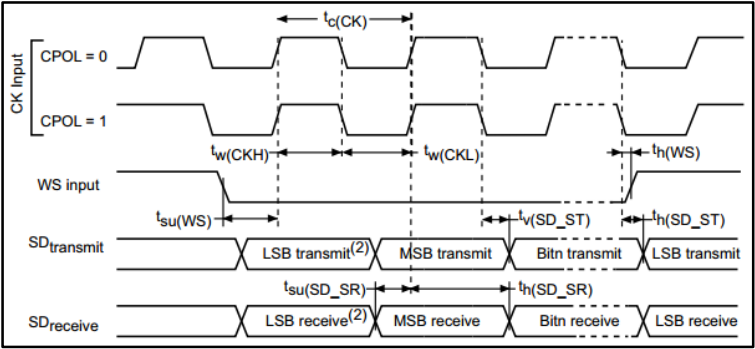 tc(CK)
CK Input
CPOL = 0
CPOL = 1
tw(CKH)
tw(CKL)
th(WS)
WS input
tsu(WS)
tv(SD_ST)
th(SD_ST)
SDtransmit
LSB transmit(2)
MSB transmit
Bitn transmit
LSB transmit
tsu(SD_SR)
th(SD_SR)
SDreceive
LSB receive(2)
MSB receive
Bitn receive
LSB receive